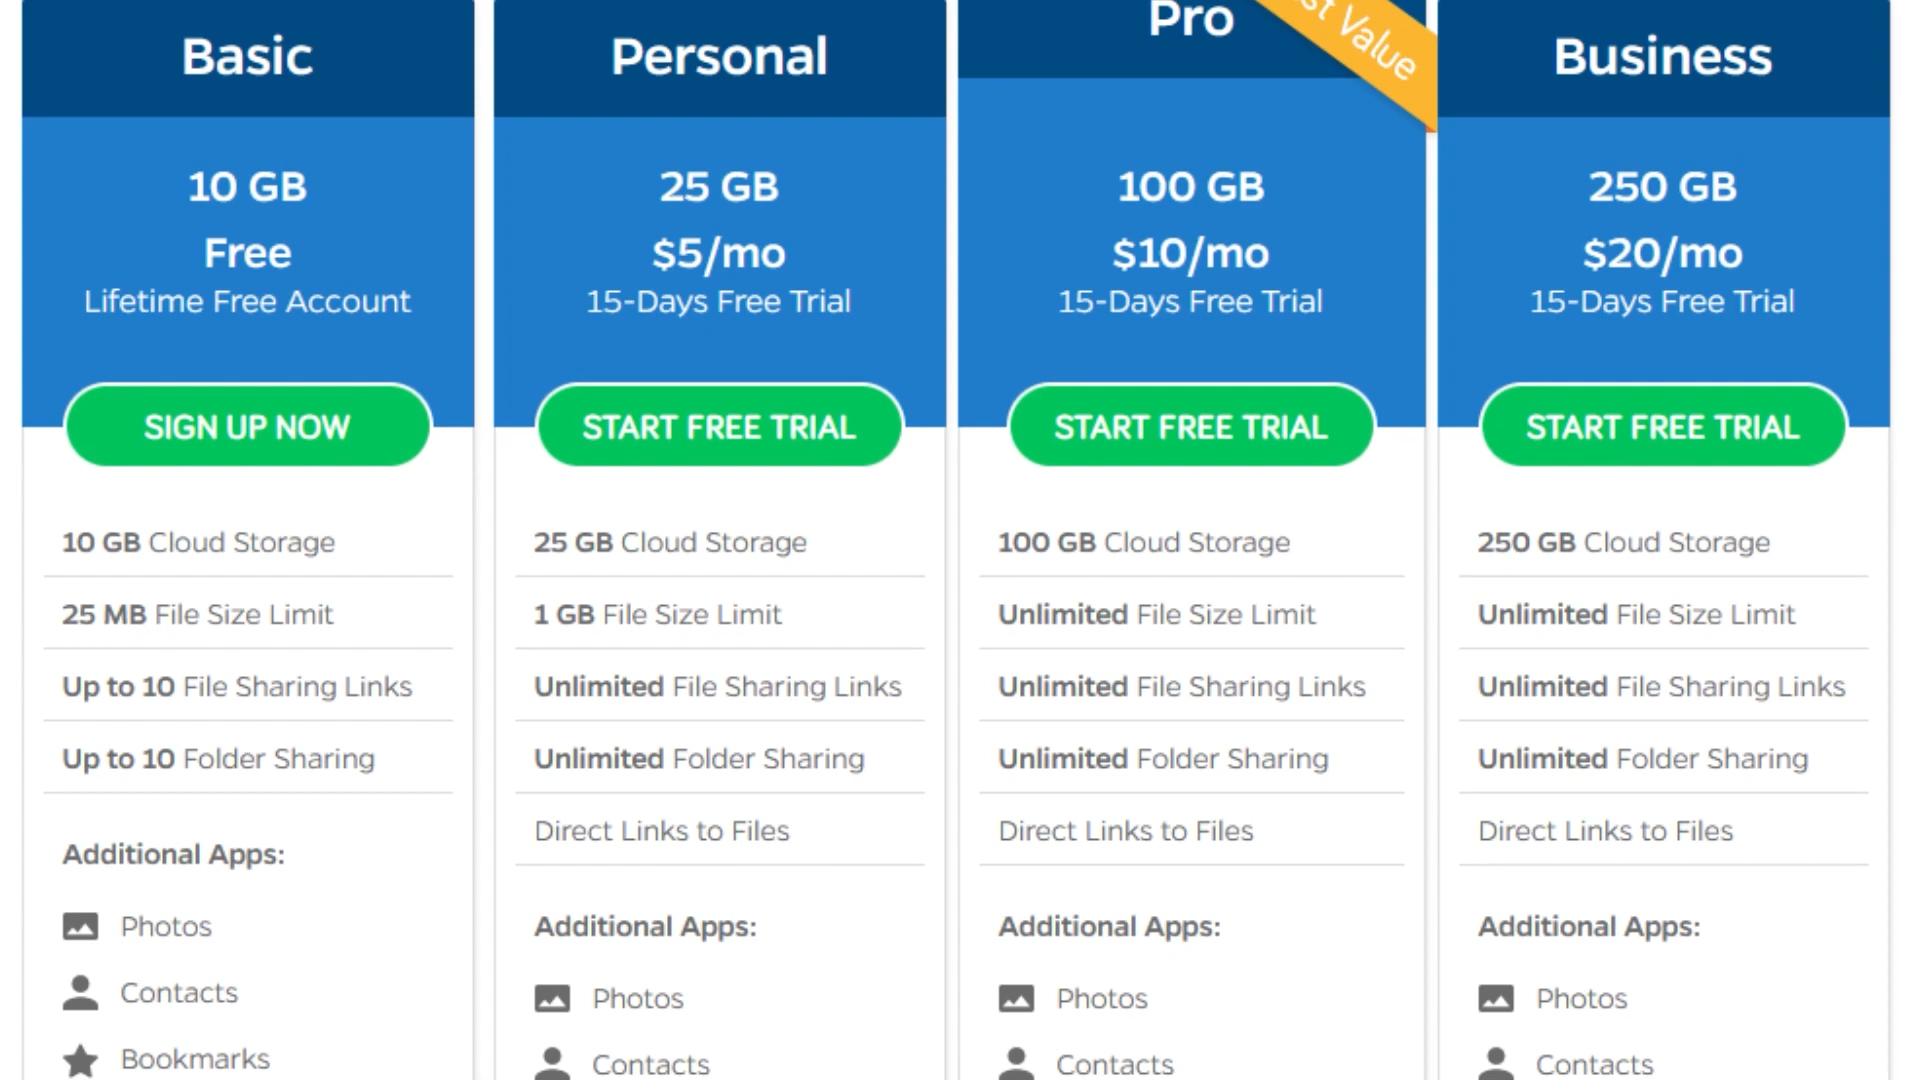 Basic
10 GB
Free
Lifetime Free Account
SIGN UP NOW
10 GB Cloud Storage
25 MB File Size Limit
Up to 10 File Sharing Links
Up to 10 Folder Sharing
Additional Apps:
Photos
Contacts
Bookmarks
Personal
25 GB
$5/mo
15-Days Free Trial
START FREE TRIAL
25 GB Cloud Storage
1 GB File Size Limit
Unlimited File Sharing Links
Unlimited Folder Sharing
Direct Links to Files
Additional Apps:
Photos
Contacts
Pro
Value
100 GB
$10/mo
15-Days Free Trial
START FREE TRIAL
100 GB Cloud Storage
Unlimited File Size Limit
Unlimited File Sharing Links
Unlimited Folder Sharing
Direct Links to Files
Additional Apps:
Photos
Contacts
Business
250 GB
$20/mo
15-Days Free Trial
START FREE TRIAL
250 GB Cloud Storage
Unlimited File Size Limit
Unlimited File Sharing Links
Unlimited Folder Sharing
Direct Links to Files
Additional Apps:
Photos
Contacts